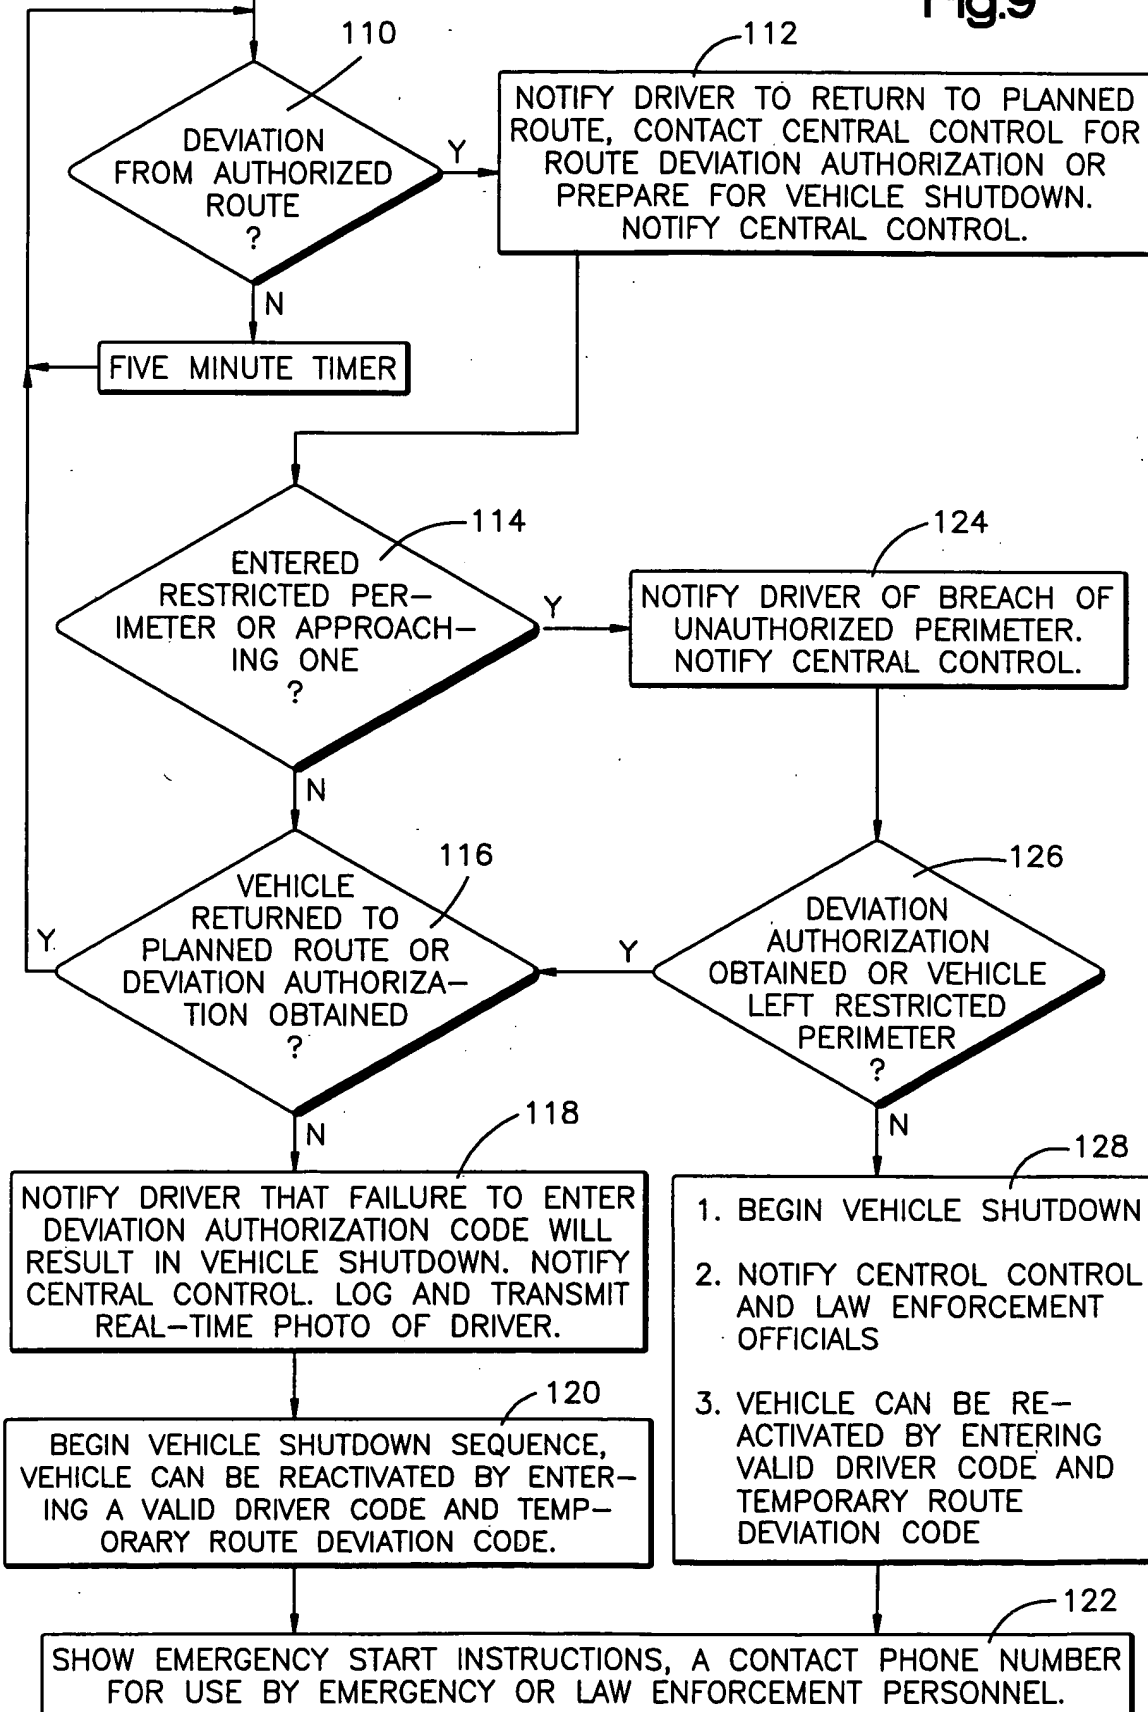 Fig.9
110
DEVIATION
FROM AUTHORIZED
ROUTE
?
Y
N
112
NOTIFY DRIVER TO RETURN TO PLANNED
ROUTE, CONTACT CENTRAL CONTROL FOR
ROUTE DEVIATION AUTHORIZATION OR
PREPARE FOR VEHICLE SHUTDOWN.
NOTIFY CENTRAL CONTROL.
FIVE MINUTE TIMER
114
ENTERED
RESTRICTED PER-
IMETER OR APPROACH-
ING ONE
?
Y
N
124
NOTIFY DRIVER OF BREACH OF
UNAUTHORIZED PERIMETER.
NOTIFY CENTRAL CONTROL.
116
VEHICLE
RETURNED TO
PLANNED ROUTE OR
DEVIATION AUTHORIZA-
TION OBTAINED
?
Y
N
126
DEVIATION
AUTHORIZATION
OBTAINED OR VEHICLE
LEFT RESTRICTED
PERIMETER
?
Y
N
118
NOTIFY DRIVER THAT FAILURE TO ENTER
DEVIATION AUTHORIZATION CODE WILL
RESULT IN VEHICLE SHUTDOWN. NOTIFY
CENTRAL CONTROL. LOG AND TRANSMIT
REAL-TIME PHOTO OF DRIVER.
128
1. BEGIN VEHICLE SHUTDOWN
2. NOTIFY CENTROL CONTROL
AND LAW ENFORCEMENT
OFFICIALS
3. VEHICLE CAN BE RE-
ACTIVATED BY ENTERING
VALID DRIVER CODE AND
TEMPORARY ROUTE
DEVIATION CODE
120
BEGIN VEHICLE SHUTDOWN SEQUENCE,
VEHICLE CAN BE REACTIVATED BY ENTER-
ING A VALID DRIVER CODE AND TEMP-
ORARY ROUTE DEVIATION CODE.
122
SHOW EMERGENCY START INSTRUCTIONS, A CONTACT PHONE NUMBER
FOR USE BY EMERGENCY OR LAW ENFORCEMENT PERSONNEL.